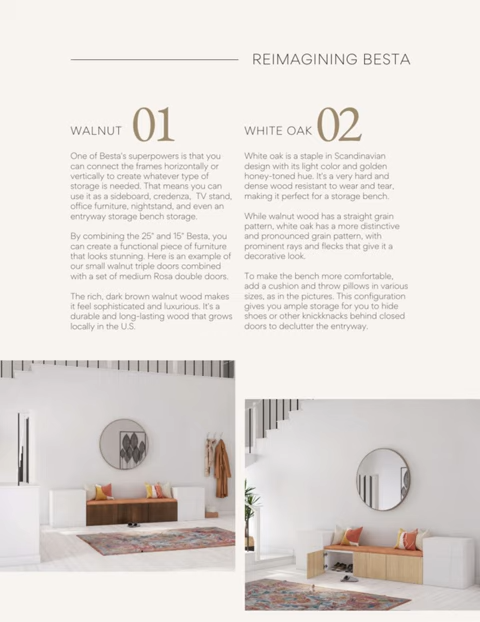 REIMAGINING BESTA
WALNUT 01
One of Besta's superpowers is that you
can connect the frames horizontally or
vertically to create whatever type of
storage is needed. That means you can
use it as a sideboard, credenza, TV stand,
office furniture, nightstand, and even an
entryway storage bench storage.
By combining the 25" and 15" Besta, you
can create a functional piece of furniture
that looks stunning. Here is an example of
our small walnut triple doors combined
with a set of medium Rosa double doors.
The rich, dark brown walnut wood makes
it feel sophisticated and luxurious. It's a
durable and long-lasting wood that grows
locally in the U.S.
WHITE OAK 02
White oak is a staple in Scandinavian
design with its light color and golden
honey-toned hue. It's a very hard and
dense wood resistant to wear and tear,
making it perfect for a storage bench.
While walnut wood has a straight grain
pattern, white oak has a more distinctive
and pronounced grain pattern, with
prominent rays and flecks that give it a
decorative look.
To make the bench more comfortable,
add a cushion and throw pillows in various
sizes, as in the pictures. This configuration
gives you ample storage for you to hide
shoes or other knickknacks behind closed
doors to declutter the entryway.